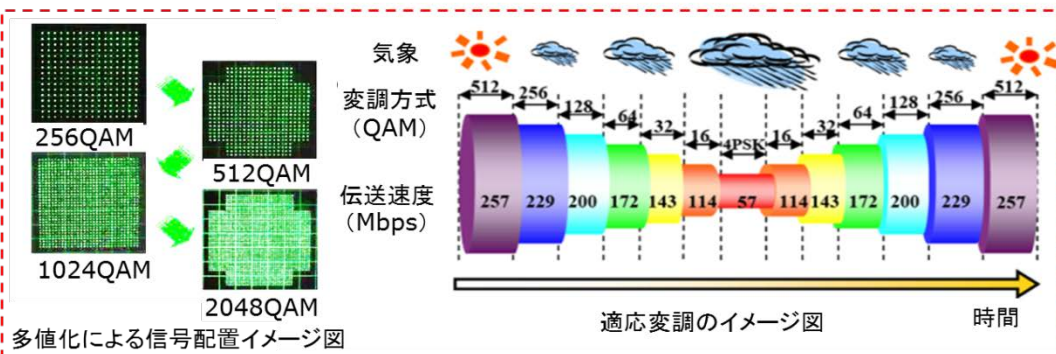 256QAM
512QAM
1024QAM
2048QAM
多値化による信号配置イメージ図
気象
変調方式
(QAM)
512 256 128 64 32 16 4PSK 16 32 64 128 256 512
伝送速度
(Mbps)
257 229 200 172 143 114 57 114 143 172 200 229 257
時間
適応変調のイメージ図